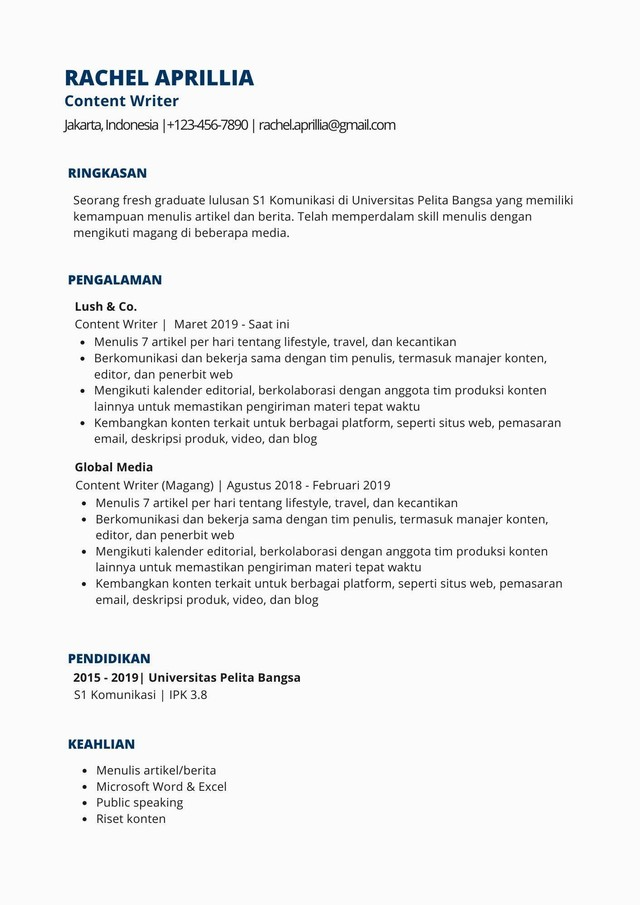 RACHEL APRILLIA
Content Writer
Jakarta, Indonesia |+123-456-7890 | rachel.aprillia@gmail.com
RINGKASAN
Seorang fresh graduate lulusan S1 Komunikasi di Universitas Pelita Bangsa yang memiliki
kemampuan menulis artikel dan berita. Telah memperdalam skill menulis dengan
mengikuti magang di beberapa media.
PENGALAMAN
Lush & Co.
Content Writer | Maret 2019 - Saat ini
• Menulis 7 artikel per hari tentang lifestyle, travel, dan kecantikan
• Berkomunikasi dan bekerja sama dengan tim penulis, termasuk manajer konten,
editor, dan penerbit web
• Mengikuti kalender editorial, berkolaborasi dengan anggota tim produksi konten
lainnya untuk memastikan pengiriman materi tepat waktu
• Kembangkan konten terkait untuk berbagai platform, seperti situs web, pemasaran
email, deskripsi produk, video, dan blog
Global Media
Content Writer (Magang) | Agustus 2018 - Februari 2019
• Menulis 7 artikel per hari tentang lifestyle, travel, dan kecantikan
• Berkomunikasi dan bekerja sama dengan tim penulis, termasuk manajer konten,
editor, dan penerbit web
• Mengikuti kalender editorial, berkolaborasi dengan anggota tim produksi konten
lainnya untuk memastikan pengiriman materi tepat waktu
• Kembangkan konten terkait untuk berbagai platform, seperti situs web, pemasaran
email, deskripsi produk, video, dan blog
PENDIDIKAN
2015 - 2019| Universitas Pelita Bangsa
S1 Komunikasi | IPK 3.8
KEAHLIAN
• Menulis artikel/berita
• Microsoft Word & Excel
• Public speaking
• Riset konten